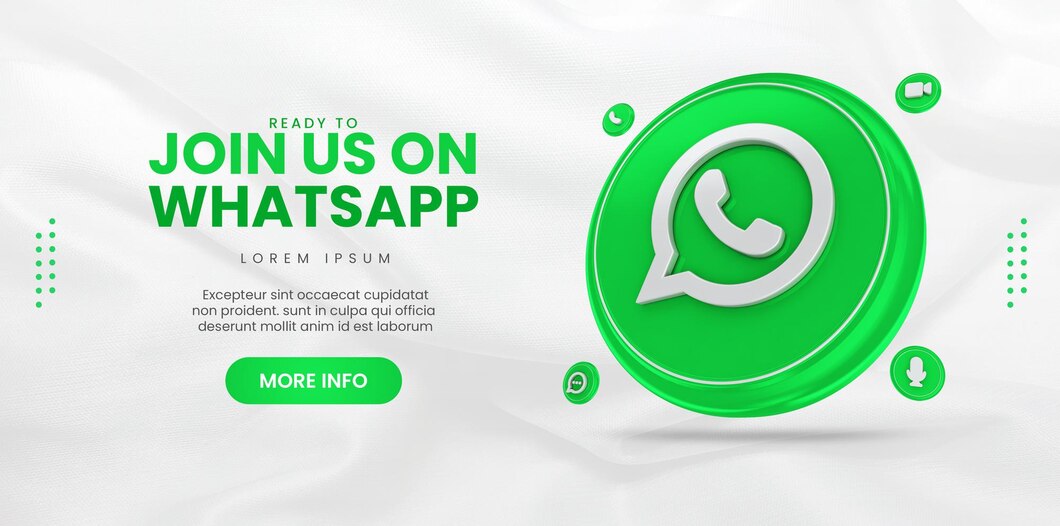 READY TO
JOIN US ON
WHATSAPP
LOREM IPSUM
Excepteur sint occaecat cupidatat
non proident. sunt in culpa qui officia
deserunt mollit anim id est laborum
MORE INFO